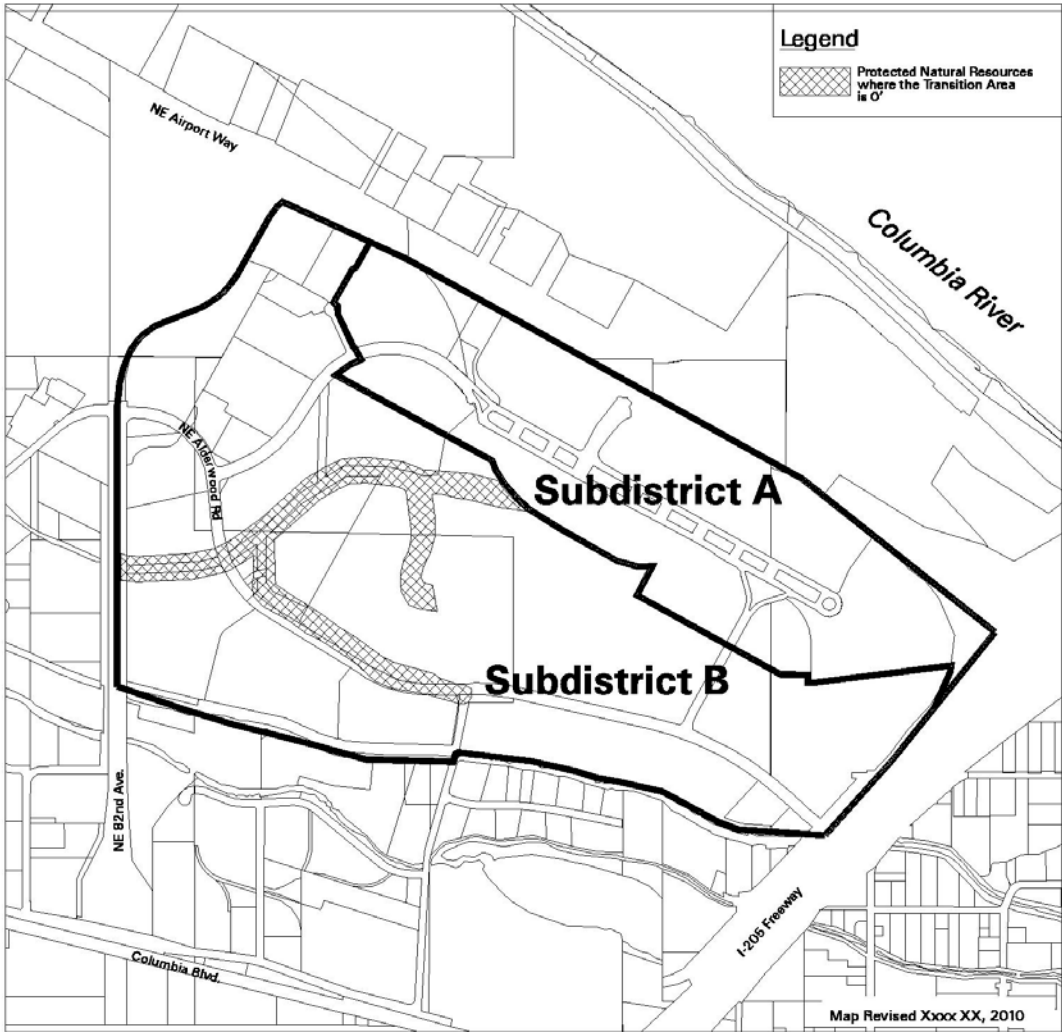 Legend
Protected Natural Resources
where the Transition Area
is 0'
NE Airport Way
Columbia River
NE Alderwood Rd
Subdistrict A
Subdistrict B
NE 82nd Ave.
I-205 Freeway
Columbia Blvd.
Map Revised Xxxx XX, 2010